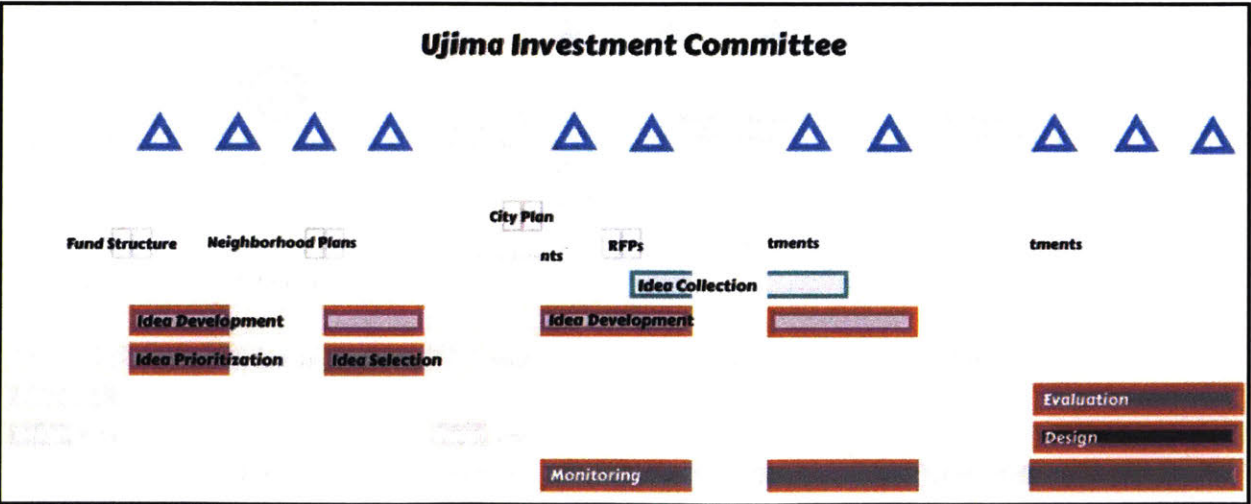 Ujima Investment Committee
City Plan
Fund Structure
Neighborhood Plans
nts
RFPs
tments
tments
Idea Collection
Idea Development
Idea Development
Idea Prioritization
Idea Selection
Evaluation
Design
Monitoring